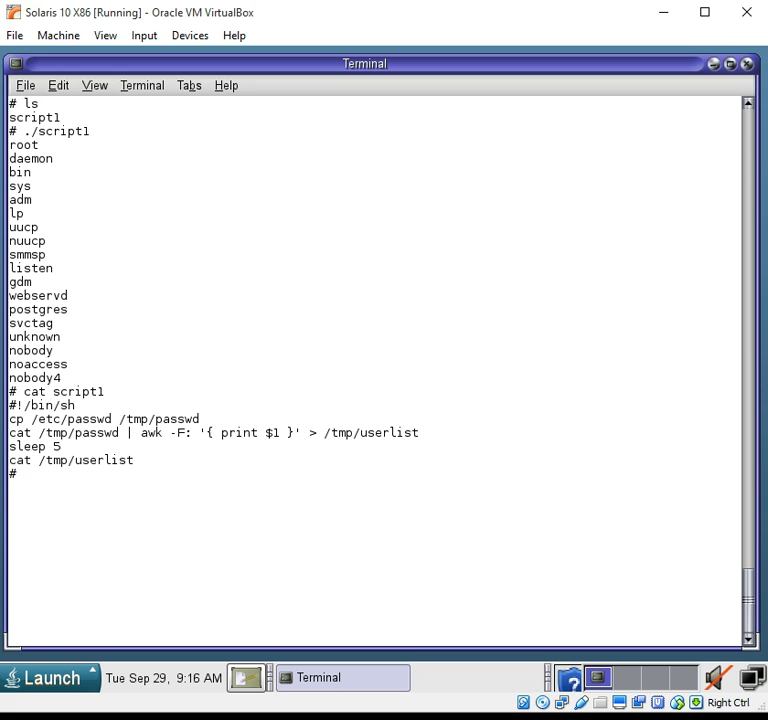 Solaris 10 X86 [Running] - Oracle VM VirtualBox
File Machine View Input Devices Help
Terminal
File Edit View Terminal Tabs Help
# ls
script1
# ./script1
root
daemon
bin
sys
adm
lp
uucp
nuucp
smmsp
listen
gdm
webservd
postgres
svctag
unknown
nobody
noaccess
nobody4
# cat script1
#!/bin/sh
cp /etc/passwd /tmp/passwd
cat /tmp/passwd | awk -F: '{ print $1 }' > /tmp/userlist
sleep 5
cat /tmp/userlist
#
Launch Tue Sep 29, 9:16 AM Terminal
Right Ctrl